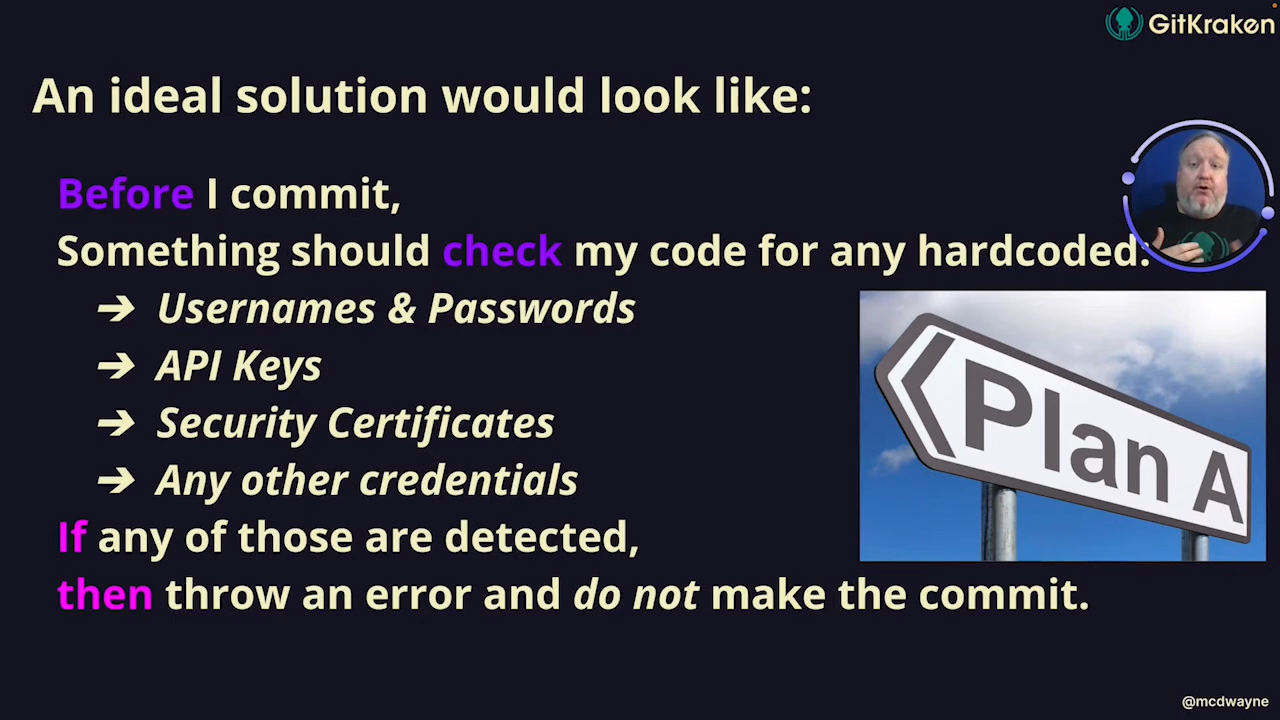 GitKraken
An ideal solution would look like:
Before I commit,
Something should check my code for any hardcoded:
➔ Usernames & Passwords
➔ API Keys
➔ Security Certificates
➔ Any other credentials
If any of those are detected,
then throw an error and do not make the commit.
Plan A
@mcdwayne